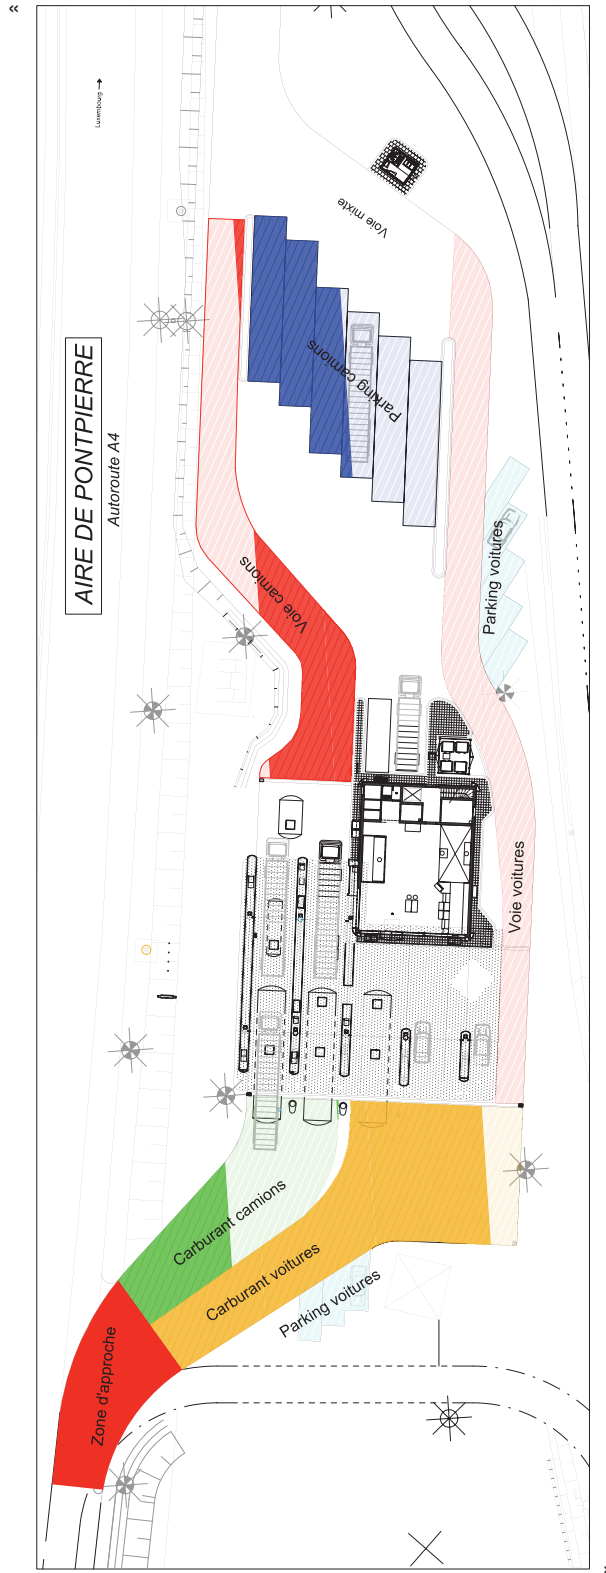 «
Luxembourg
Voie mixte
AIRE DE PONTPIERRE
Autoroute A4
Parking camions
Voie camions
Parking voitures
Voie voitures
Carburant camions
Carburant voitures
Parking voitures
Zone d'approche